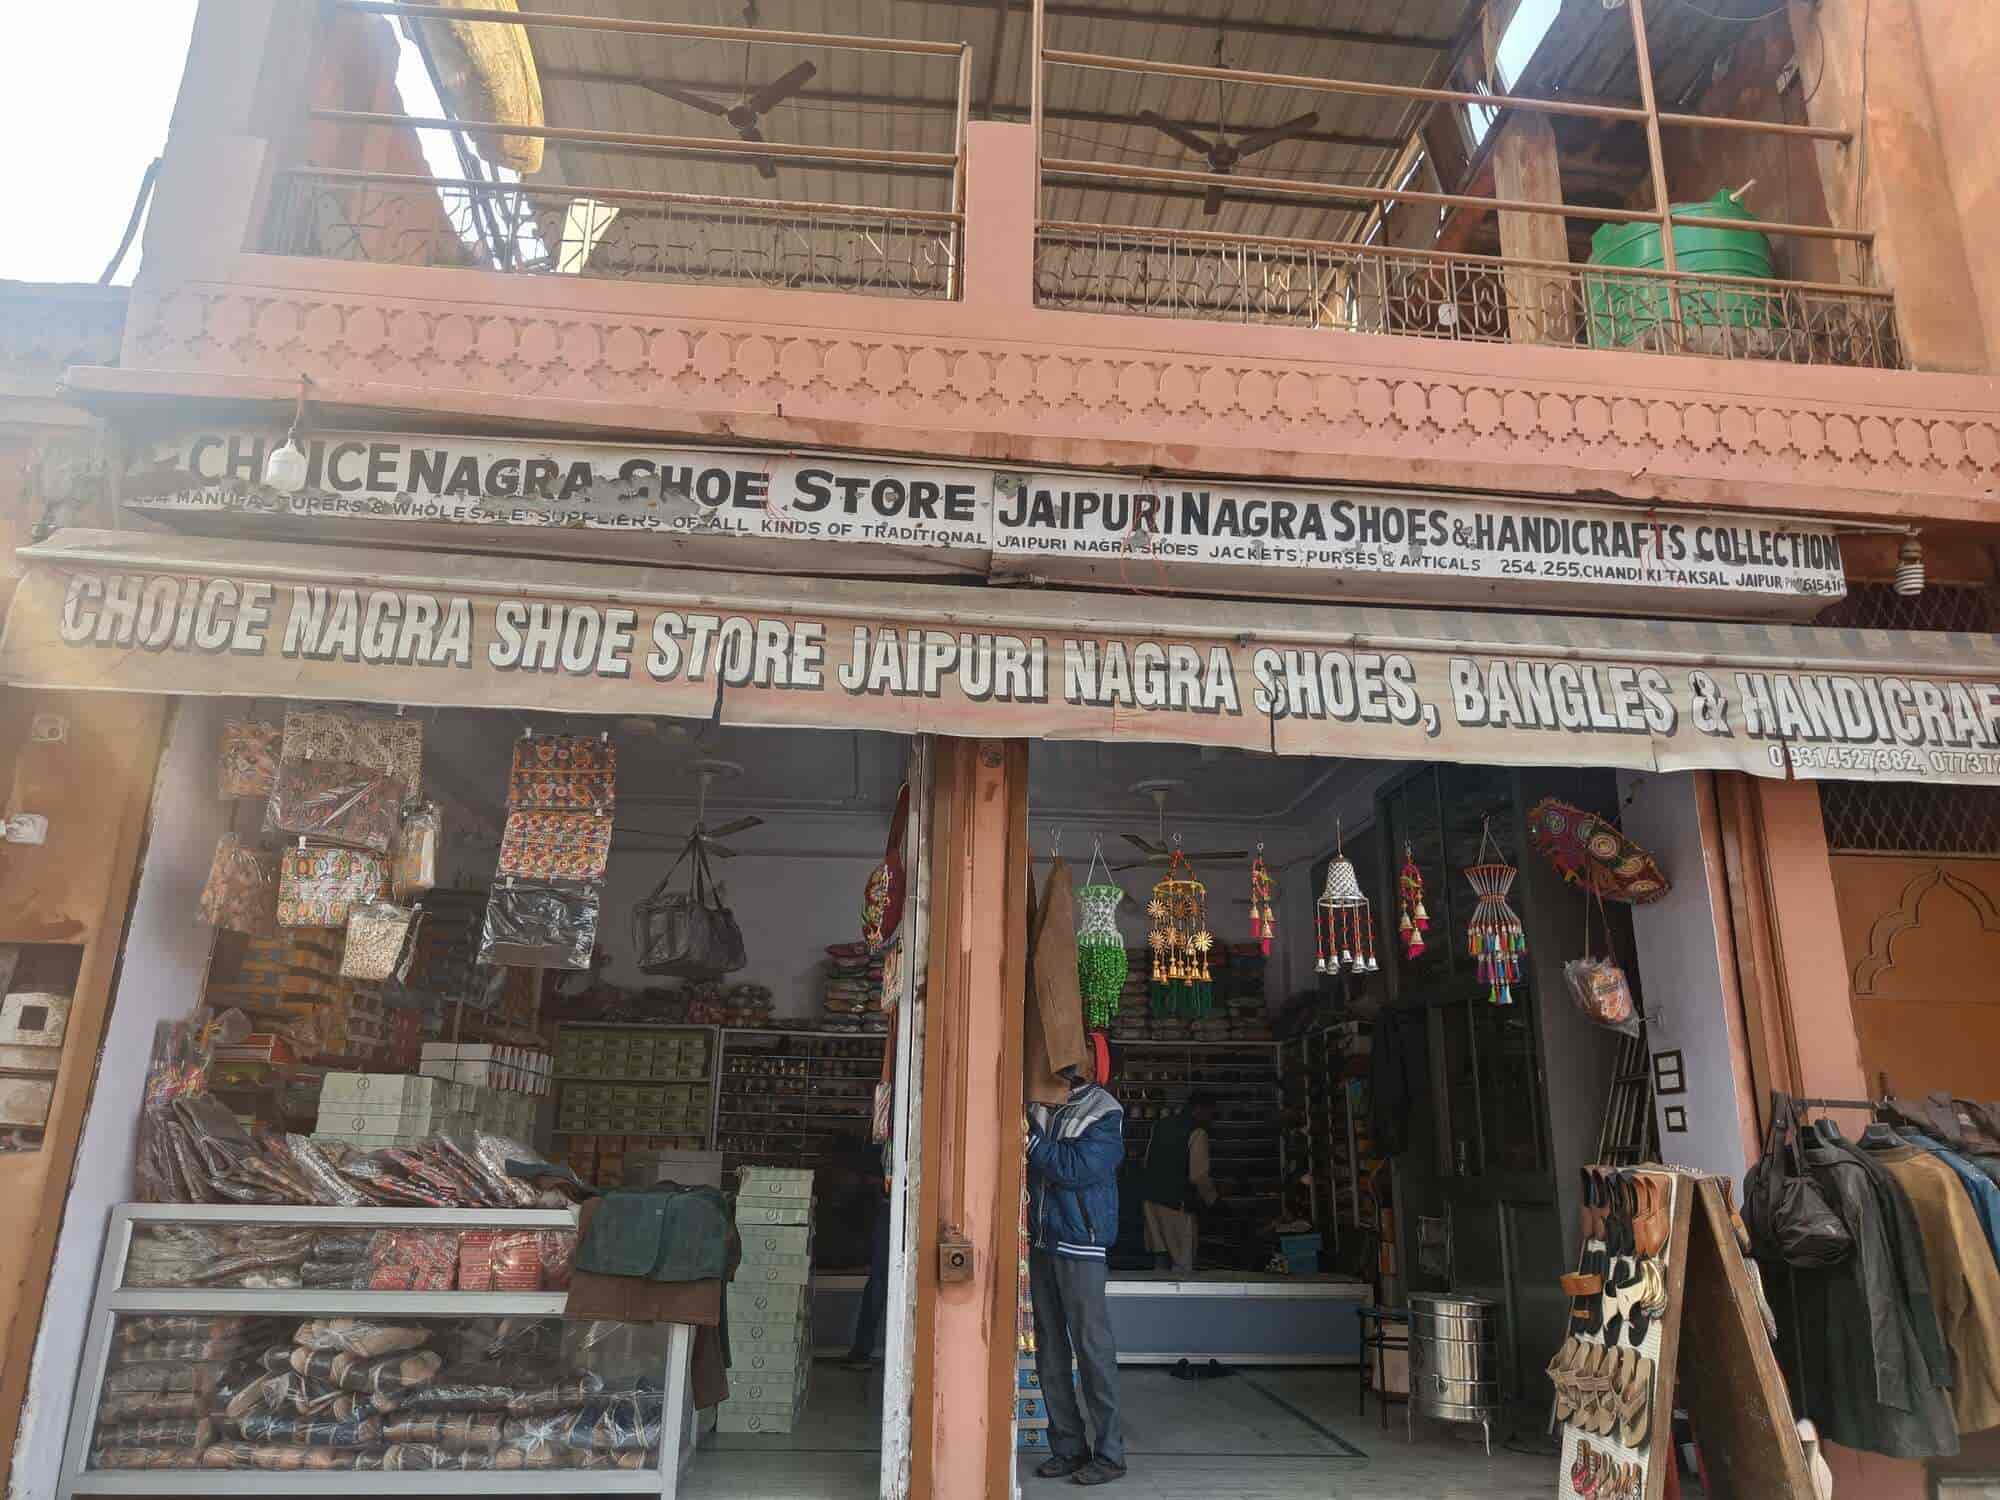 CHOICE NAGRA SHOE STORE
MANUFACTURERS & WHOLESALE SUPPLIERS OF ALL KINDS OF TRADITIONAL
JAIPURI NAGRA SHOES & HANDICRAFTS COLLECTION
JAIPURI NAGRA SHOES JACKETS, PURSES & ARTICALS 254,255,CHANDI KI TAKSAL JAIPUR
CHOICE NAGRA SHOE STORE JAIPURI NAGRA SHOES, BANGLES & HANDICRAF
09314527382, 077372